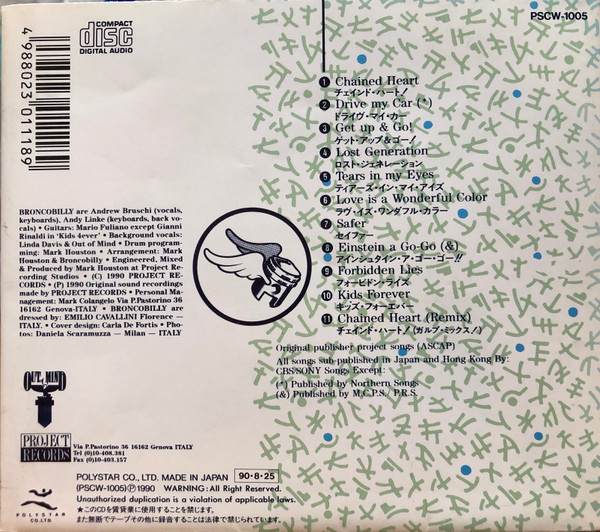 COMPACT
disc
DIGITAL AUDIO
PSCW-1005
4988023 011189
1 Chained Heart
チェインド・ハート!
2 Drive my Car (*)
ドライヴ・マイ・カー
3 Get up & Go!
ゲット・アップ&ゴー!
4 Lost Generation
ロスト・ジェネレーション
5 Tears in my Eyes
ティアーズ・イン・マイ・アイズ
6 Love is a Wonderful Color
ラヴ・イズ・ワンダフル・カラー
7 Safer
セイファー
8 Einstein a Go-Go (&)
アインシュタイン・ア・ゴー・ゴー!!
9 Forbidden Lies
フォービドン・ライズ
10 Kids Forever
キッズ・フォーエバー
11 Chained Heart (Remix)
チェインド・ハート!(ガルプ・ミックス!)
Original publisher project songs (ASCAP)
All songs sub-published in Japan and Hong Kong By:
CBS/SONY Songs Except:
(*) Published by Northern Songs
(&) Published by M.C.P.S./ P.R.S.
BRONCOBILLY are Andrew Bruschi (vocals,
keyboards), Andy Linke (keyboards, back vo-
cals) • Guitars: Mario Fuliano except Gianni
Rinaldi in 'Kids 4ever' • Background vocals:
Linda Davis & Out of Mind • Drum program-
ming: Mark Houston • Arrangement: Mark
Houston & Broncobilly • Engineered, Mixed
& Produced by Mark Houston at Project Re-
cording Studios • (C) 1990 PROJECT RE-
CORDS • (P) 1990 Original sound recordings
made by PROJECT RECORDS • Personal Ma-
nagement: Mark Colangelo Via P.Pastorino 36
16162 Genova-ITALY • BRONCOBILLY are
dressed by: EMILIO CAVALLINI Florence —
ITALY. • Cover design: Carla De Fortis • Pho-
tos: Daniela Scaramuzza — Milan — ITALY
OUT MIND
PROJECT
RECORDS
Via P.Pastorino 36 16162 Genova ITALY
Tel (0)10-408.381
Fax (0)10-403.157
POLYSTAR
CO.,LTD.
POLYSTAR CO., LTD. MADE IN JAPAN 90・8・25
(PSCW-1005)Ⓟ1990 WARNING: All Right Reserved.
Unauthorized duplication is a violation of applicable laws.
★このCDを賃貸業に使用することを禁じます。
また無断でテープその他に録音することは法律で禁じられています。